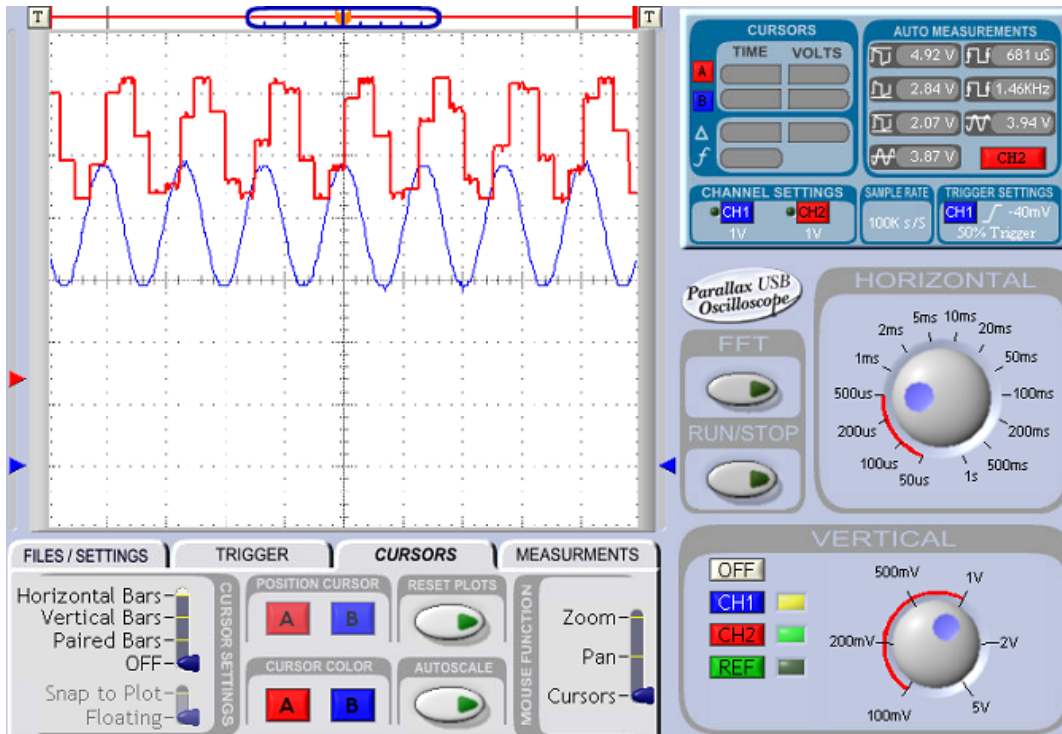 T T
CURSORS
TIME VOLTS
A
B
Δ
f
AUTO MEASUREMENTS
4.92 V 681 uS
2.84 V 1.46KHz
2.07 V 3.94 V
3.87 V CH2
CHANNEL SETTINGS
CH1 CH2
1V 1V
SAMPLE RATE
100K s/S
TRIGGER SETTINGS
CH1 -40mV
50% Trigger
Parallax USB
Oscilloscope
FFT
RUN/STOP
HORIZONTAL
50us
100us
200us
500us
1ms
2ms
5ms
10ms
20ms
50ms
100ms
200ms
500ms
1s
FILES / SETTINGS TRIGGER CURSORS MEASURMENTS
Horizontal Bars
Vertical Bars
Paired Bars
OFF
Snap to Plot
Floating
CURSOR SETTINGS
POSITION CURSOR
A B
CURSOR COLOR
A B
RESET PLOTS
AUTOSCALE
MOUSE FUNCTION
Zoom
Pan
Cursors
VERTICAL
OFF
CH1
CH2
REF
100mV
200mV
500mV
1V
2V
5V